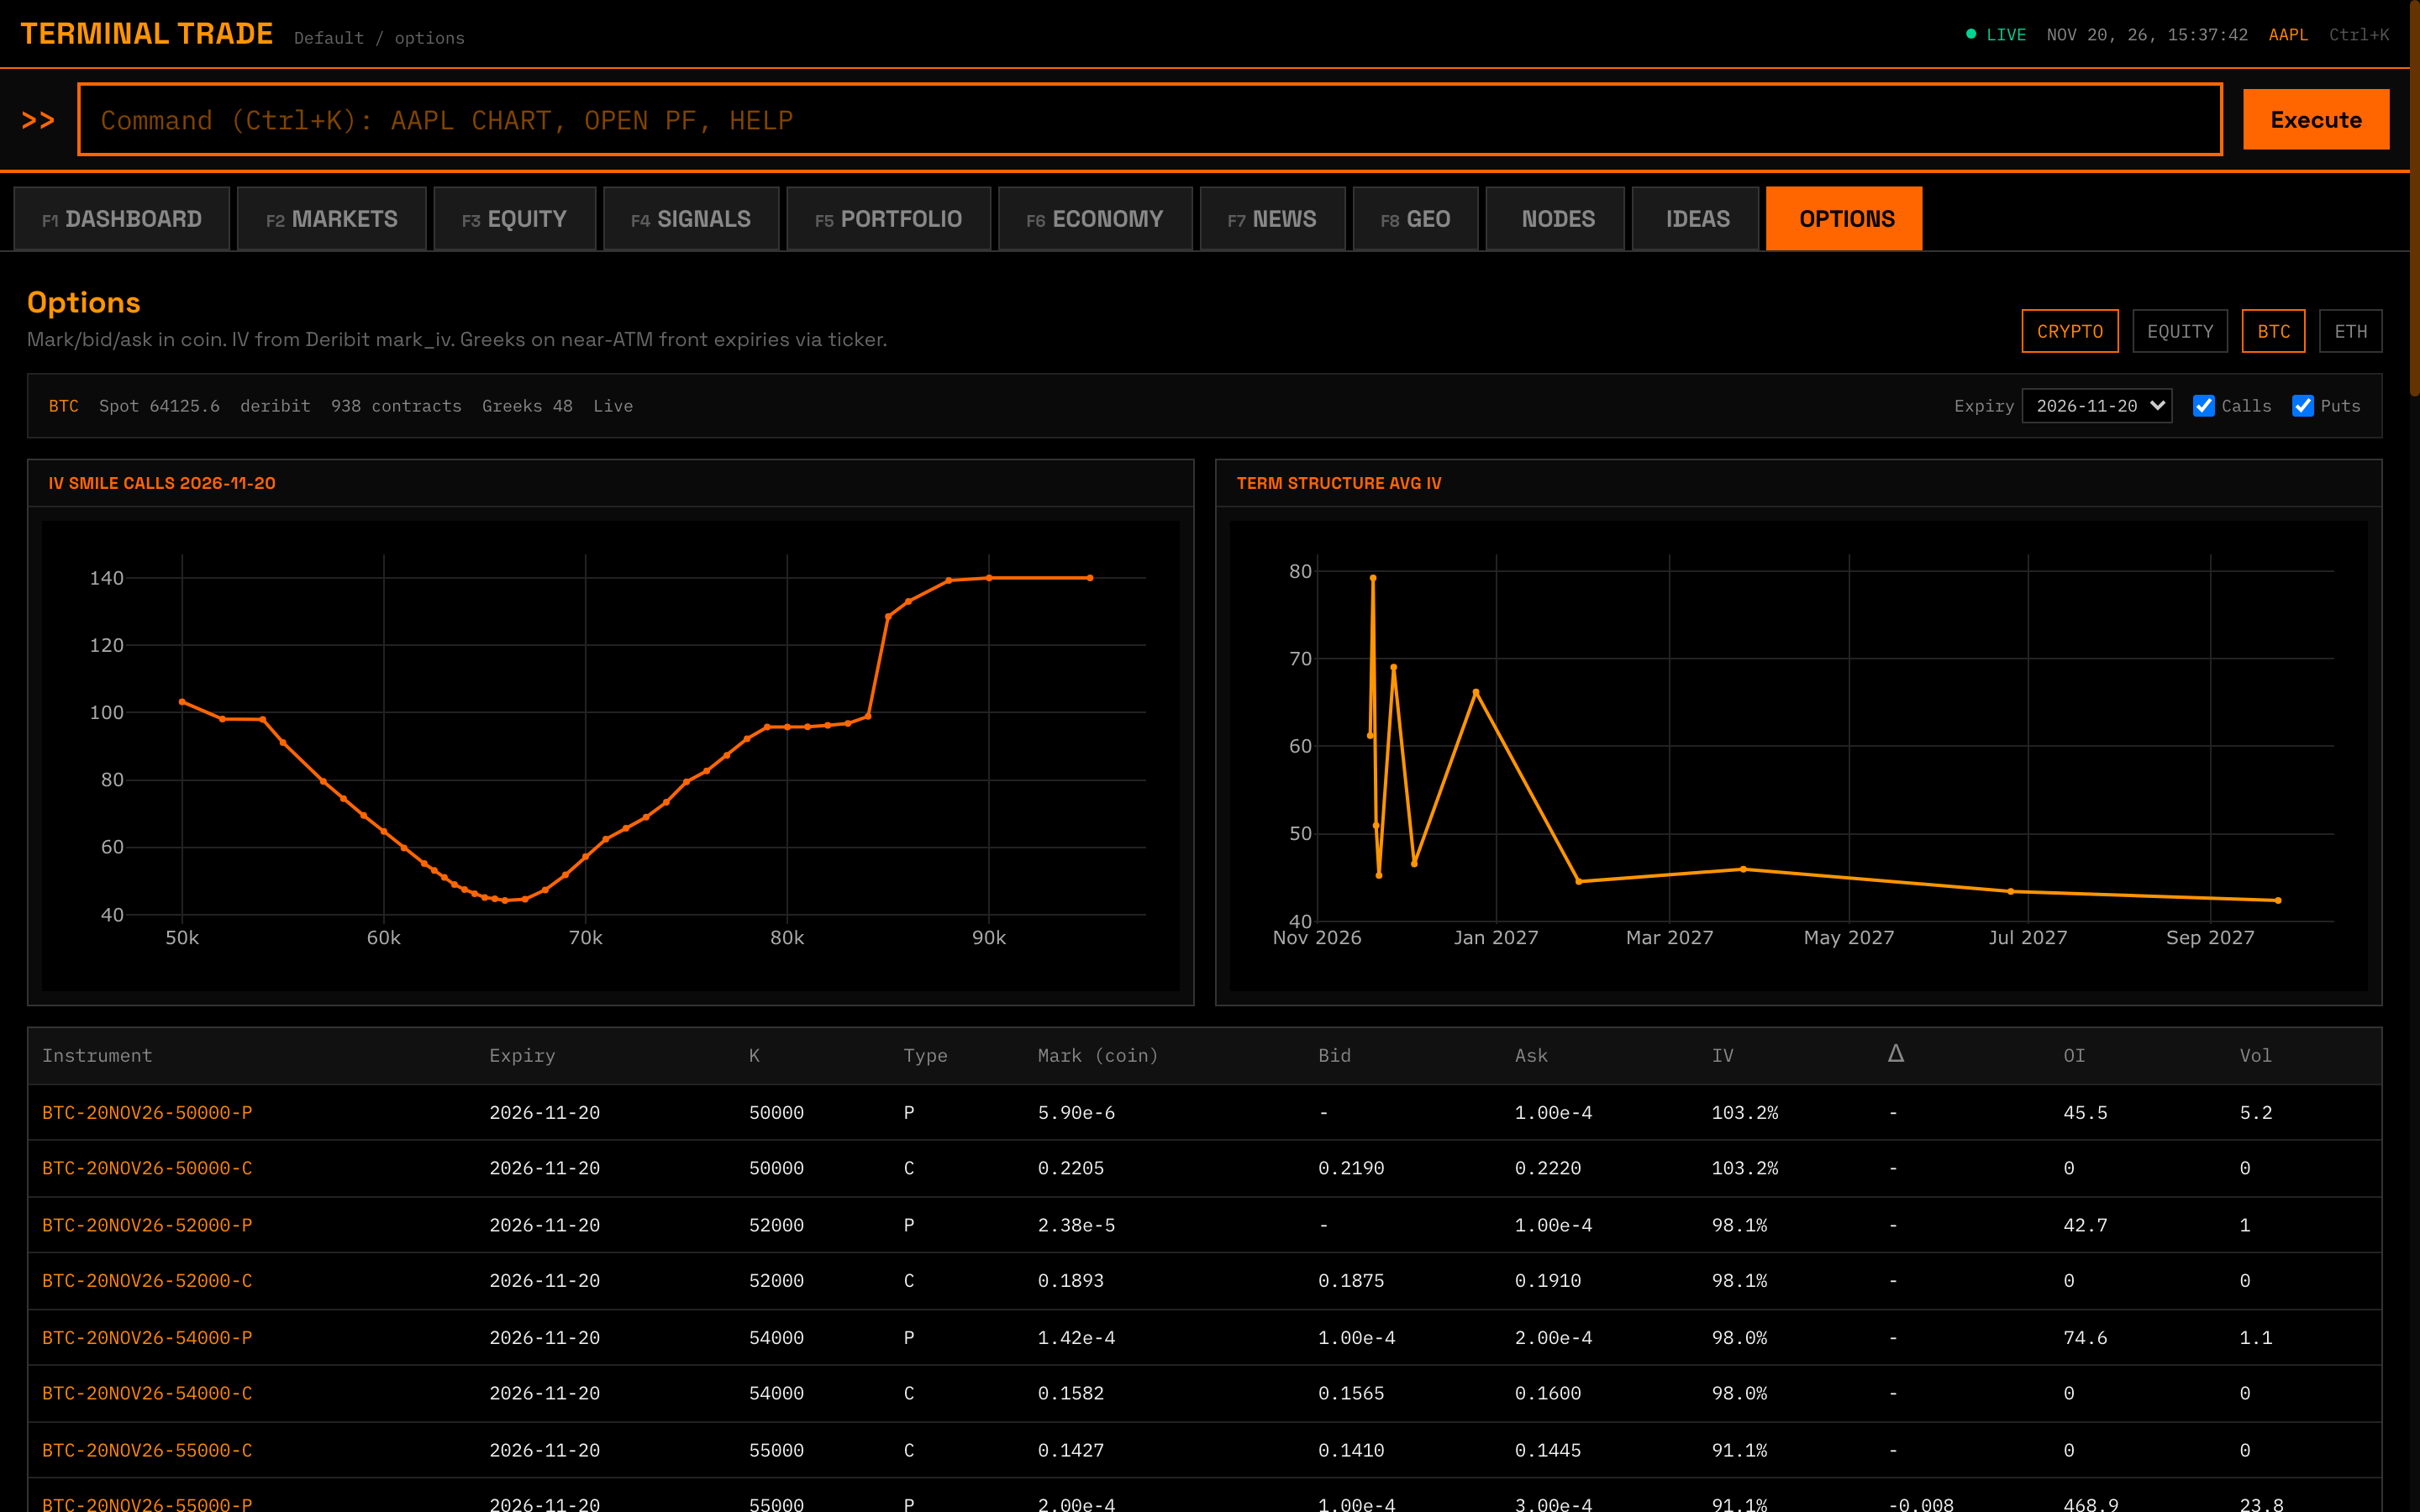 TERMINAL TRADE Default / options LIVE NOV 20, 26, 15:37:42 AAPL Ctrl+K
>> Command (Ctrl+K): AAPL CHART, OPEN PF, HELP Execute
F1 DASHBOARD F2 MARKETS F3 EQUITY F4 SIGNALS F5 PORTFOLIO F6 ECONOMY F7 NEWS F8 GEO NODES IDEAS OPTIONS
Options
Mark/bid/ask in coin. IV from Deribit mark_iv. Greeks on near-ATM front expiries via ticker.
CRYPTO EQUITY BTC ETH
BTC Spot 64125.6 deribit 938 contracts Greeks 48 Live Expiry 2026-11-20 Calls Puts
IV SMILE CALLS 2026-11-20
140
120
100
80
60
40
50k 60k 70k 80k 90k
TERM STRUCTURE AVG IV
80
70
60
50
40
Nov 2026 Jan 2027 Mar 2027 May 2027 Jul 2027 Sep 2027
Instrument Expiry K Type Mark (coin) Bid Ask IV Δ OI Vol
BTC-20NOV26-50000-P 2026-11-20 50000 P 5.90e-6 - 1.00e-4 103.2% - 45.5 5.2
BTC-20NOV26-50000-C 2026-11-20 50000 C 0.2205 0.2190 0.2220 103.2% - 0 0
BTC-20NOV26-52000-P 2026-11-20 52000 P 2.38e-5 - 1.00e-4 98.1% - 42.7 1
BTC-20NOV26-52000-C 2026-11-20 52000 C 0.1893 0.1875 0.1910 98.1% - 0 0
BTC-20NOV26-54000-P 2026-11-20 54000 P 1.42e-4 1.00e-4 2.00e-4 98.0% - 74.6 1.1
BTC-20NOV26-54000-C 2026-11-20 54000 C 0.1582 0.1565 0.1600 98.0% - 0 0
BTC-20NOV26-55000-C 2026-11-20 55000 C 0.1427 0.1410 0.1445 91.1% - 0 0
BTC-20NOV26-55000-P 2026-11-20 55000 P 2.00e-4 1.00e-4 3.00e-4 91.1% -0.008 468.9 23.8